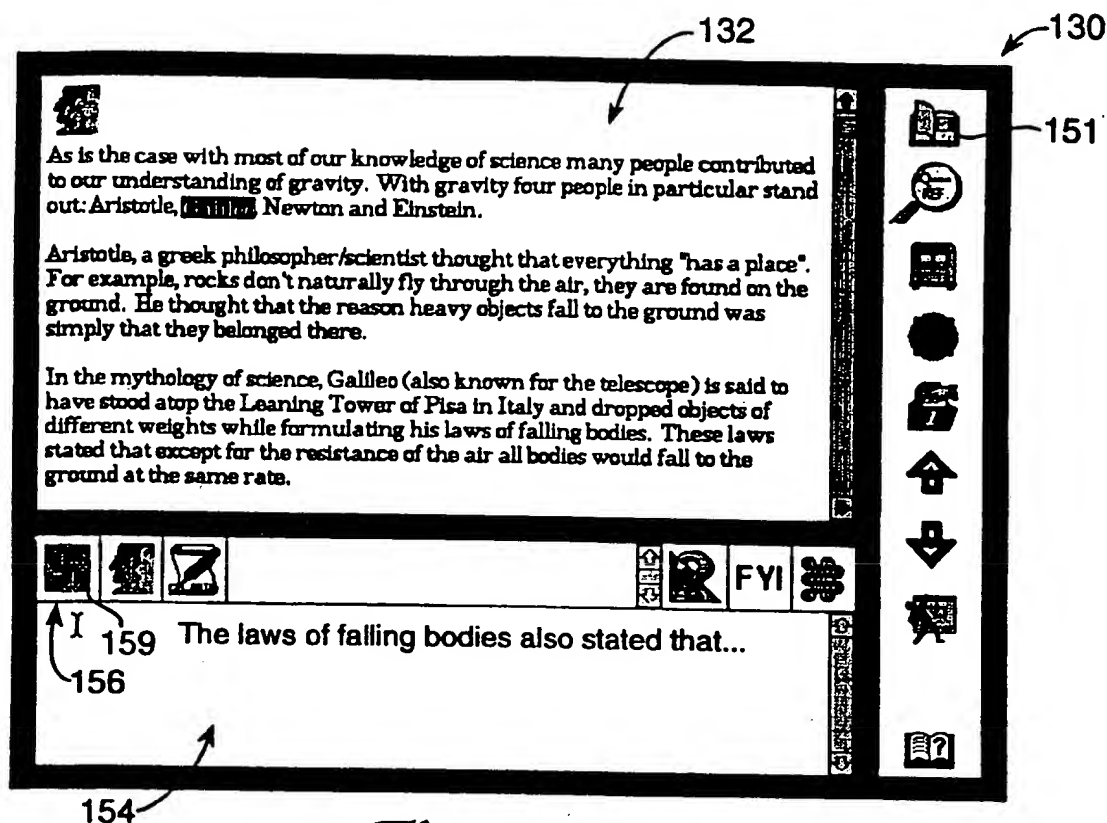 132
130
151
As is the case with most of our knowledge of science many people contributed
to our understanding of gravity. With gravity four people in particular stand
out: Aristotle, Newton and Einstein.
REF.
Aristotle, a greek philosopher/scientist thought that everything "has a place".
For example, rocks don't naturally fly through the air, they are found on the
ground. He thought that the reason heavy objects fall to the ground was
simply that they belonged there.
In the mythology of science, Galileo (also known for the telescope) is said to
have stood atop the Leaning Tower of Pisa in Italy and dropped objects of
different weights while formulating his laws of falling bodies. These laws
stated that except for the resistance of the air all bodies would fall to the
ground at the same rate.
1
FYI
159
The laws of falling bodies also stated that...
156
?
154